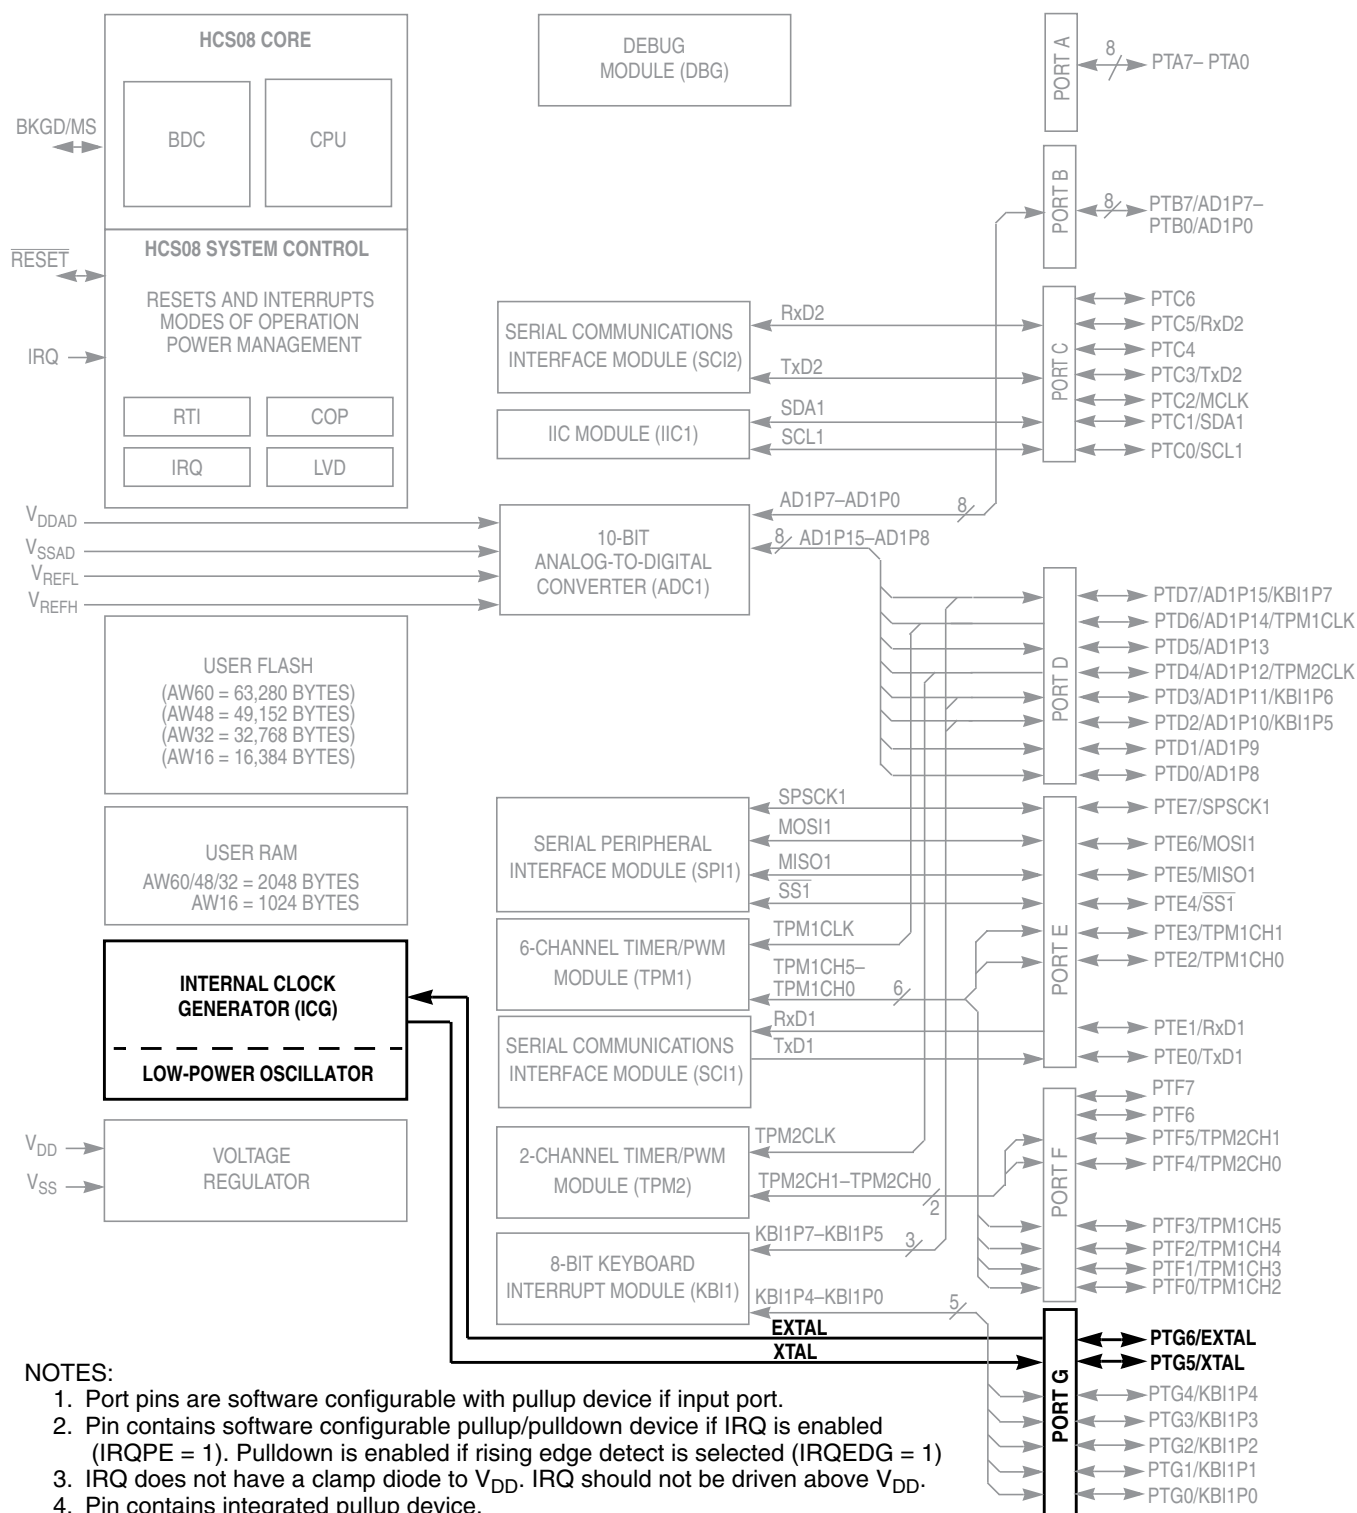 HCS08 CORE
BDC
CPU
BKGD/MS
HCS08 SYSTEM CONTROL
RESET
RESETS AND INTERRUPTS
MODES OF OPERATION
POWER MANAGEMENT
IRQ
RTI
COP
IRQ
LVD
VDDAD
VSSAD
VREFL
VREFH
USER FLASH
(AW60 = 63,280 BYTES)
(AW48 = 49,152 BYTES)
(AW32 = 32,768 BYTES)
(AW16 = 16,384 BYTES)
USER RAM
AW60/48/32 = 2048 BYTES
AW16 = 1024 BYTES
INTERNAL CLOCK
GENERATOR (ICG)
LOW-POWER OSCILLATOR
VDD
VSS
VOLTAGE
REGULATOR
DEBUG
MODULE (DBG)
SERIAL COMMUNICATIONS
INTERFACE MODULE (SCI2)
RxD2
TxD2
IIC MODULE (IIC1)
SDA1
SCL1
10-BIT
ANALOG-TO-DIGITAL
CONVERTER (ADC1)
AD1P7–AD1P0
8
8
AD1P15–AD1P8
SERIAL PERIPHERAL
INTERFACE MODULE (SPI1)
SPSCK1
MOSI1
MISO1
SS1
6-CHANNEL TIMER/PWM
MODULE (TPM1)
TPM1CLK
TPM1CH5–
TPM1CH0
6
SERIAL COMMUNICATIONS
INTERFACE MODULE (SCI1)
RxD1
TxD1
2-CHANNEL TIMER/PWM
MODULE (TPM2)
TPM2CLK
TPM2CH1–TPM2CH0
2
8-BIT KEYBOARD
INTERRUPT MODULE (KBI1)
KBI1P7–KBI1P5
3
KBI1P4–KBI1P0
5
EXTAL
XTAL
PORT A
8
PTA7– PTA0
PORT B
8
PTB7/AD1P7–
PTB0/AD1P0
PORT C
PTC6
PTC5/RxD2
PTC4
PTC3/TxD2
PTC2/MCLK
PTC1/SDA1
PTC0/SCL1
PORT D
PTD7/AD1P15/KBI1P7
PTD6/AD1P14/TPM1CLK
PTD5/AD1P13
PTD4/AD1P12/TPM2CLK
PTD3/AD1P11/KBI1P6
PTD2/AD1P10/KBI1P5
PTD1/AD1P9
PTD0/AD1P8
PORT E
PTE7/SPSCK1
PTE6/MOSI1
PTE5/MISO1
PTE4/SS1
PTE3/TPM1CH1
PTE2/TPM1CH0
PTE1/RxD1
PTE0/TxD1
PORT F
PTF7
PTF6
PTF5/TPM2CH1
PTF4/TPM2CH0
PTF3/TPM1CH5
PTF2/TPM1CH4
PTF1/TPM1CH3
PTF0/TPM1CH2
PORT G
PTG6/EXTAL
PTG5/XTAL
PTG4/KBI1P4
PTG3/KBI1P3
PTG2/KBI1P2
PTG1/KBI1P1
PTG0/KBI1P0
NOTES:
1. Port pins are software configurable with pullup device if input port.
2. Pin contains software configurable pullup/pulldown device if IRQ is enabled
(IRQPE = 1). Pulldown is enabled if rising edge detect is selected (IRQEDG = 1)
3. IRQ does not have a clamp diode to VDD. IRQ should not be driven above VDD.
4. Pin contains integrated pullup device.